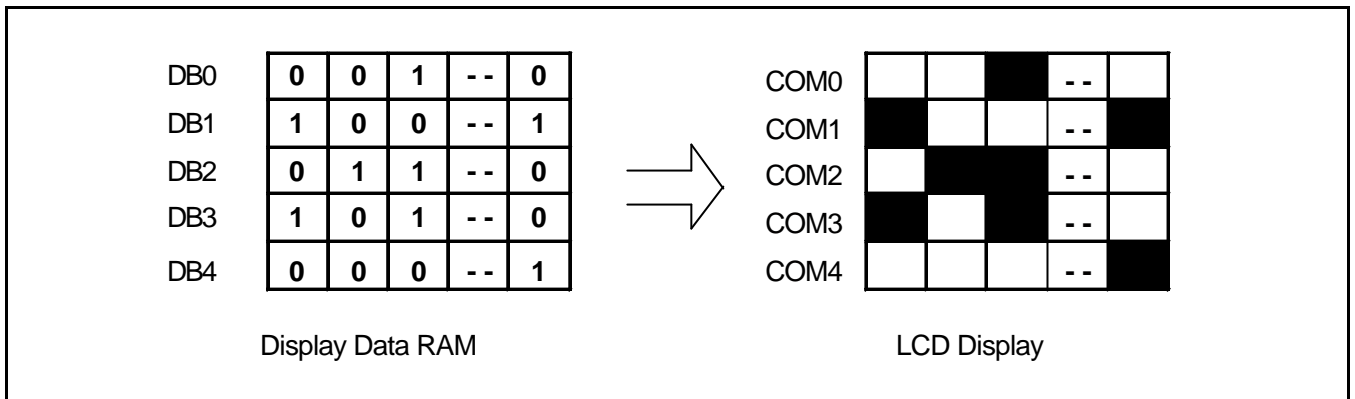 DB0 0 0 1 - - 0
DB1 1 0 0 - - 1
DB2 0 1 1 - - 0
DB3 1 0 1 - - 0
DB4 0 0 0 - - 1
Display Data RAM
COM0 - -
COM1 - -
COM2 - -
COM3 - -
COM4 - -
LCD Display